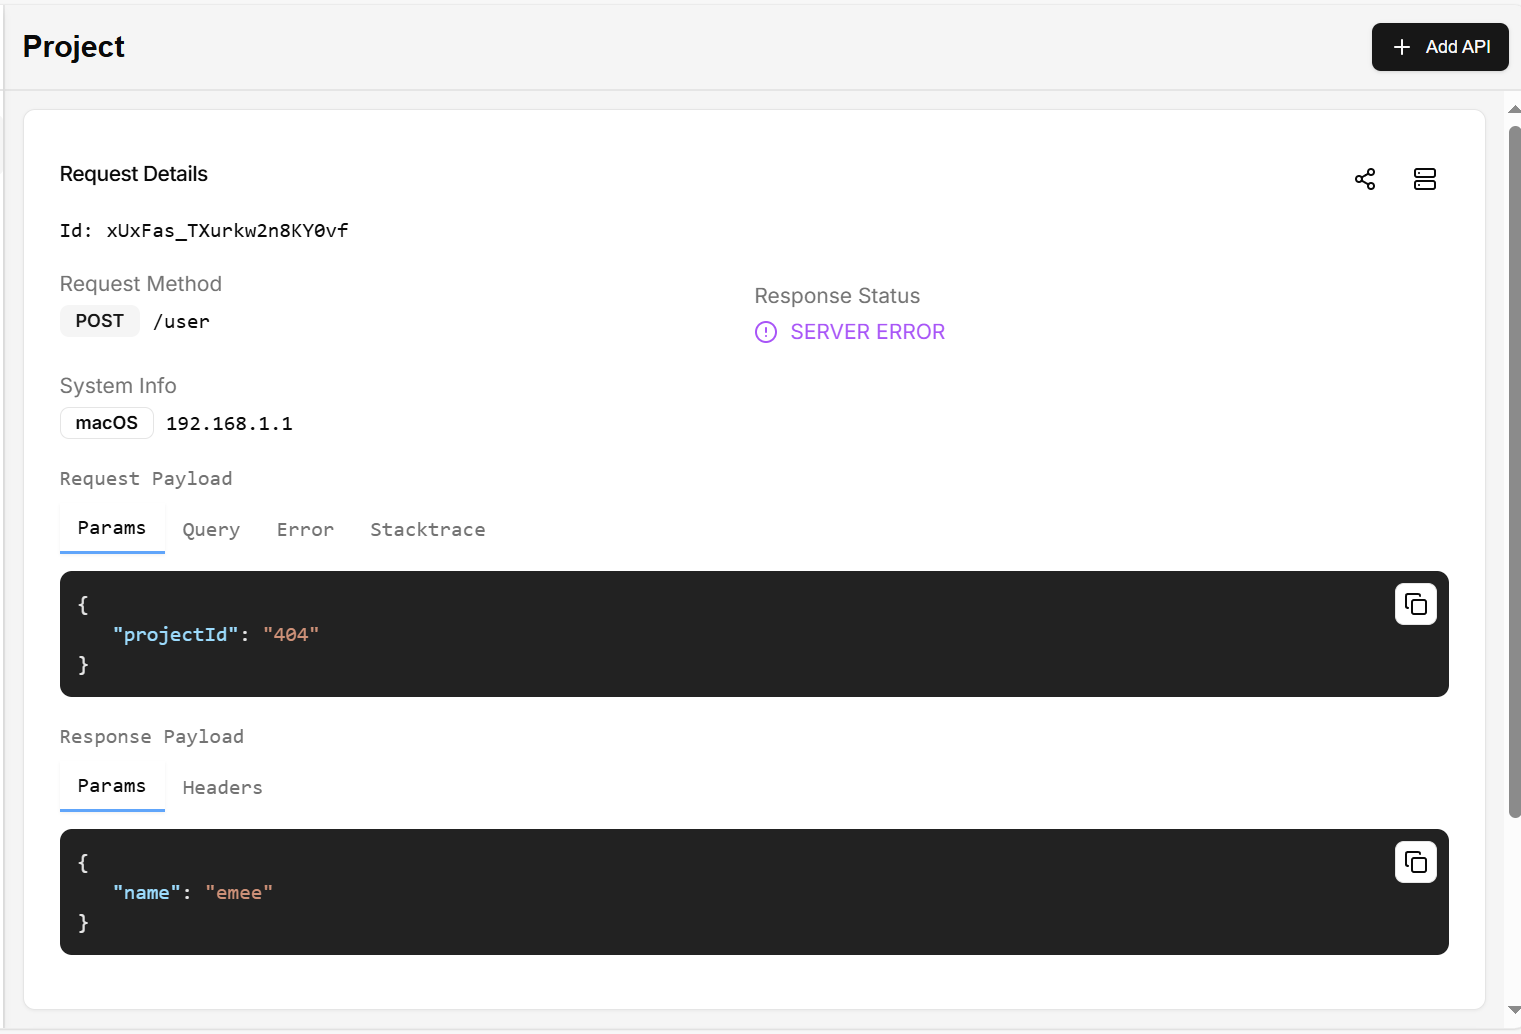 Project
Add API
Request Details
Id: xUxFas_TXurkw2n8KY0vf
Request Method
POST /user
Response Status
SERVER ERROR
System Info
macOS 192.168.1.1
Request Payload
Params Query Error Stacktrace
{
"projectId": "404"
}
Response Payload
Params Headers
{
"name": "emee"
}